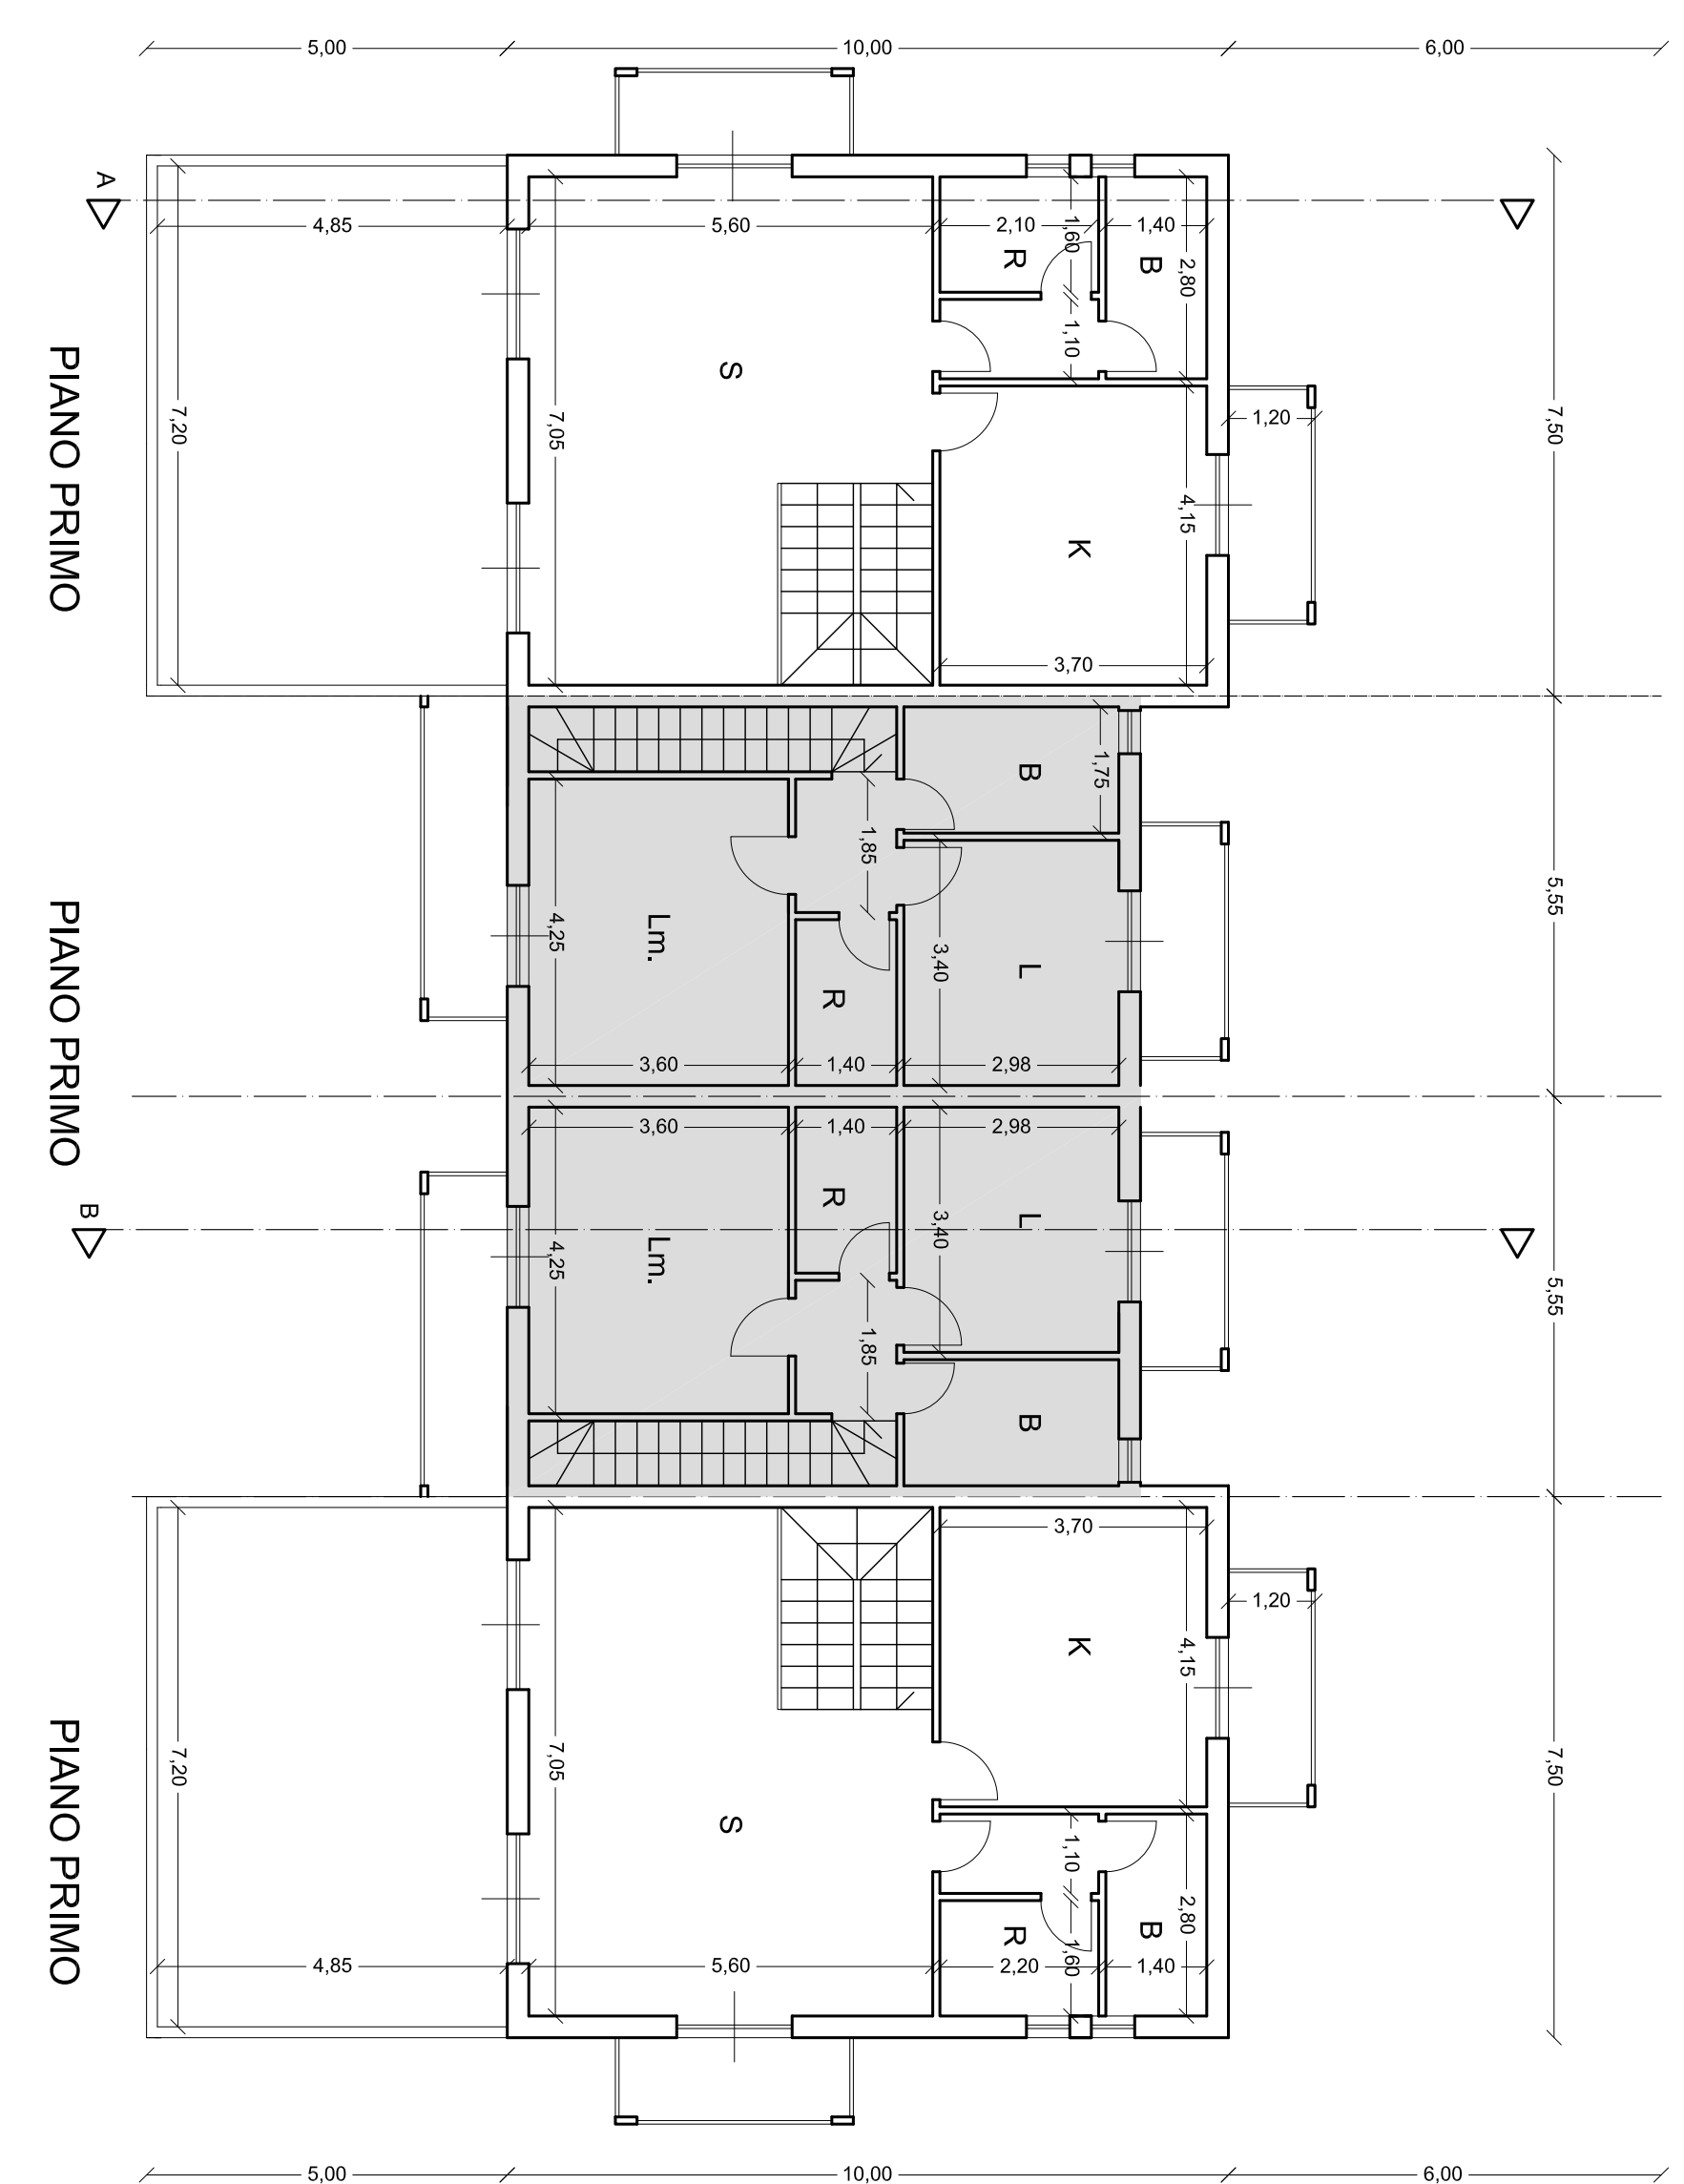 5,00 10,00 6,00
A
4,85 5,60 2,10 1,60 1,40
R B 2,80
1,10
PIANO PRIMO
7,20 S 7,05 1,20 7,50
4,15
K
3,70
B 1,75
1,85
PIANO PRIMO
Lm. 4,25 3,40 L 5,55
R
3,60 1,40 2,98
3,60 1,40 2,98
R L
B 3,40
Lm. 4,25 5,55
1,85
B
3,70
1,20
K 4,15
PIANO PRIMO
7,20 7,05 S 7,50
1,10
R B 2,80
4,85 5,60 2,20 1,60 1,40
5,00 10,00 6,00